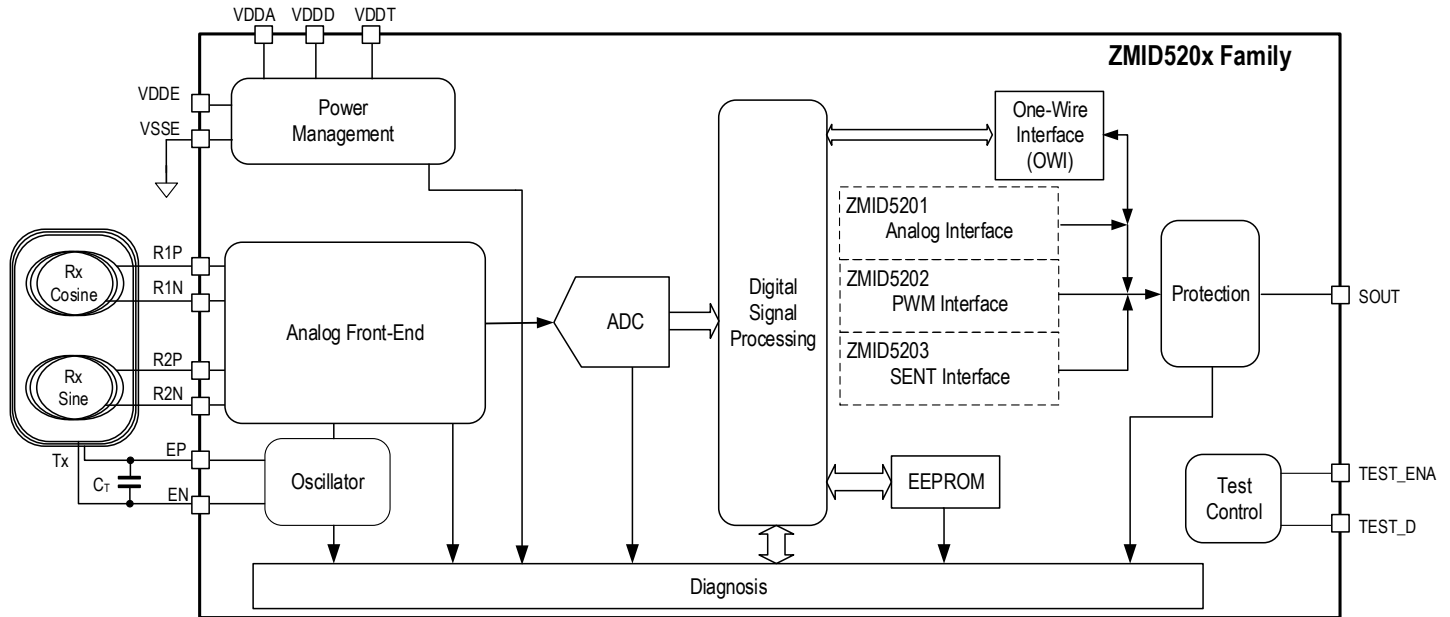 VDDA VDDD VDDT
ZMID520x Family
VDDE
VSSE
Power
Management
One-Wire
Interface
(OWI)
ZMID5201
Analog Interface
ZMID5202
PWM Interface
ZMID5203
SENT Interface
Rx
Cosine
Rx
Sine
Tx
CT
R1P
R1N
R2P
R2N
EP
EN
Analog Front-End
Oscillator
ADC
Digital
Signal
Processing
Protection
SOUT
EEPROM
Test
Control
TEST_ENA
TEST_D
Diagnosis